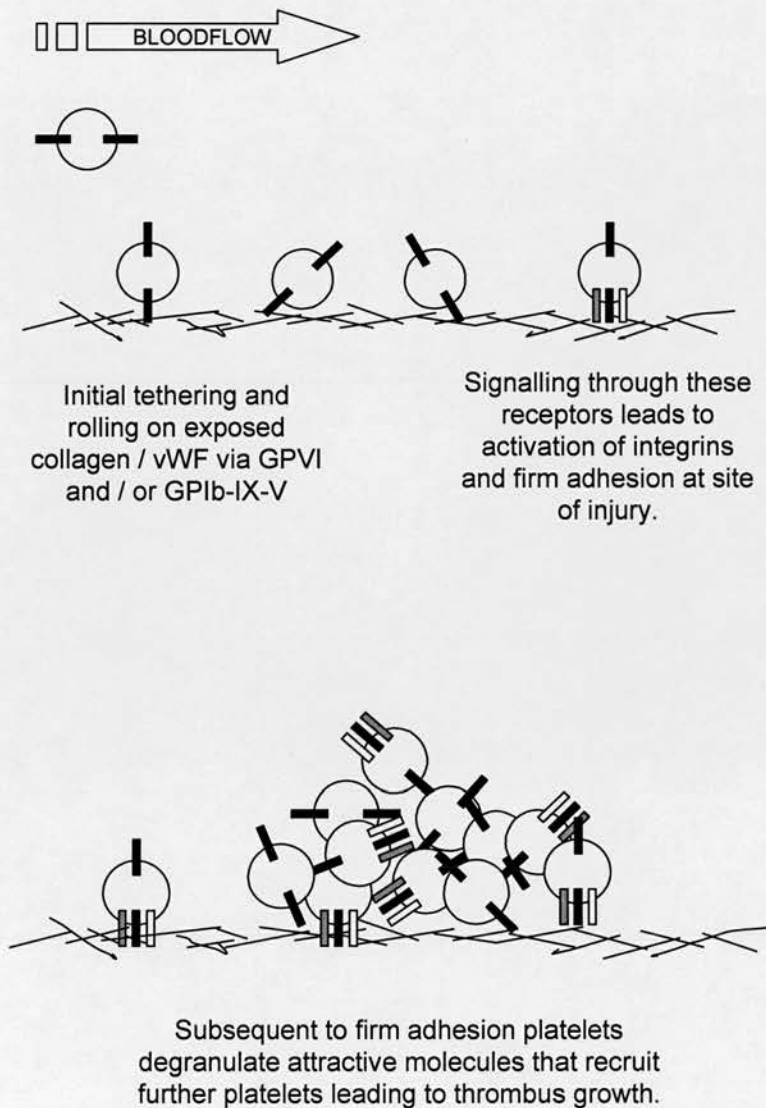 BLOODFLOW
Initial tethering and
rolling on exposed
collagen / vWF via GPVI
and / or GPIb-IX-V
Signalling through these
receptors leads to
activation of integrins
and firm adhesion at site
of injury.
Subsequent to firm adhesion platelets
degranulate attractive molecules that recruit
further platelets leading to thrombus growth.